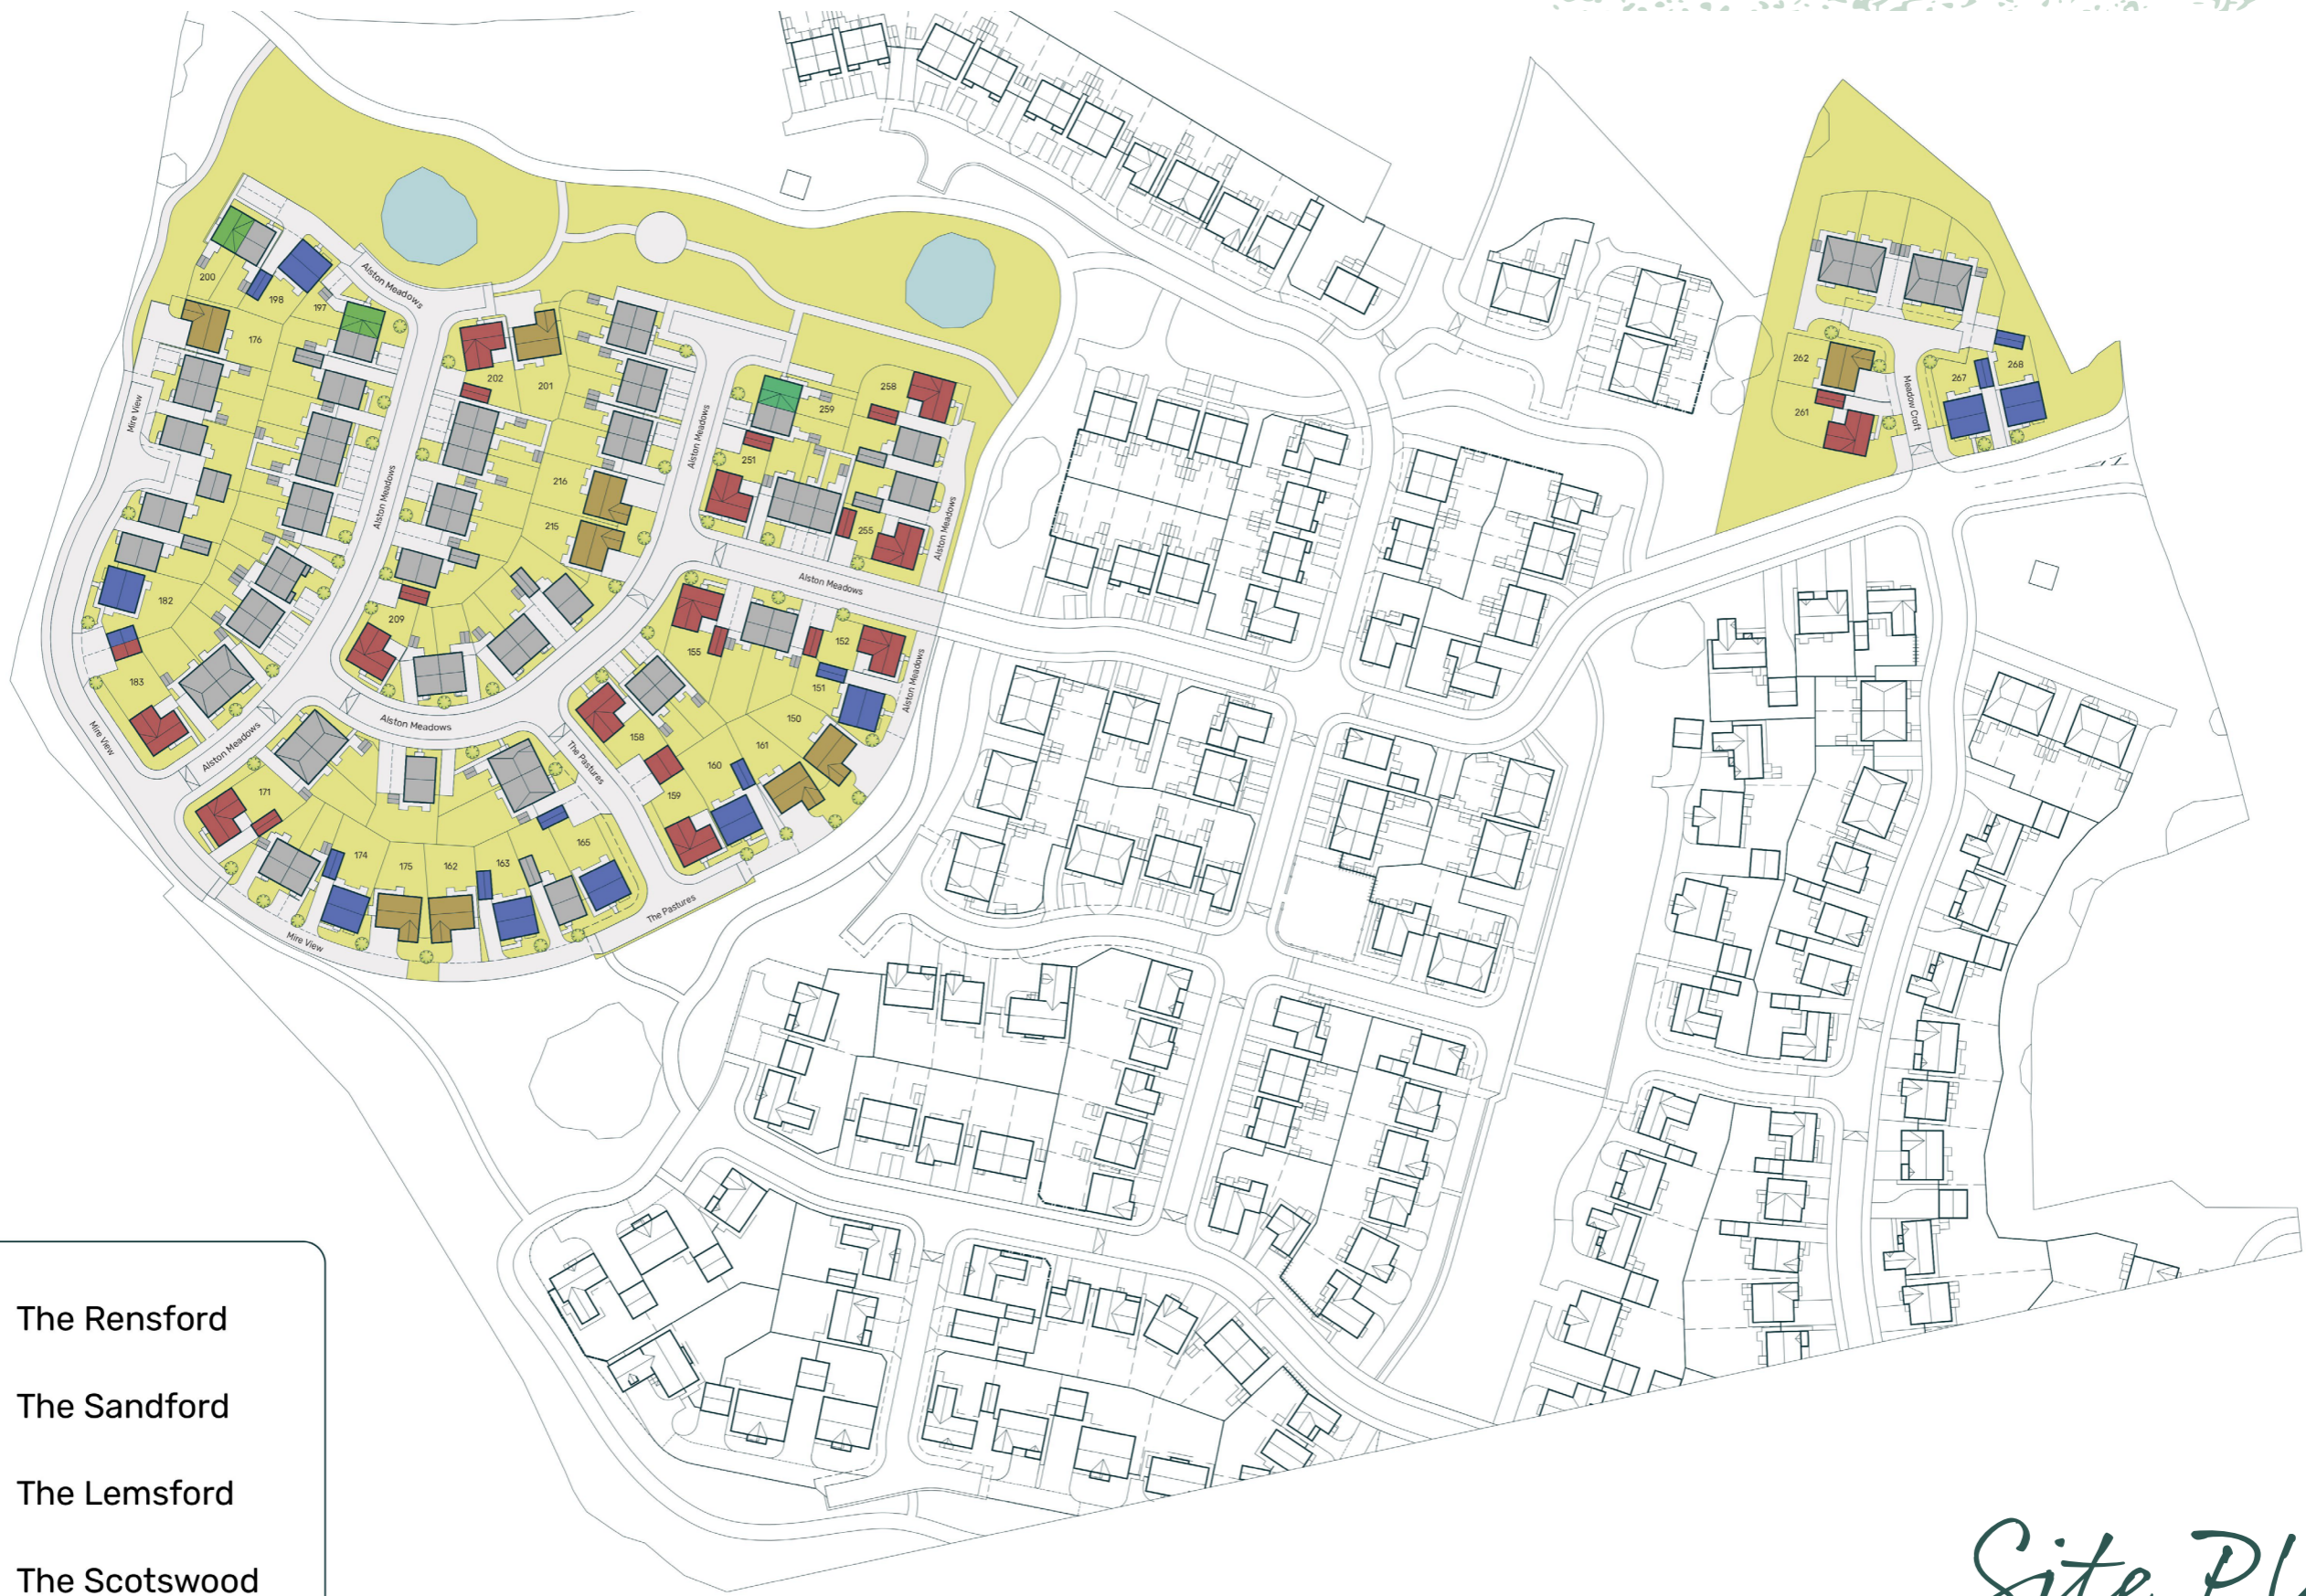 Alston Meadows
200
198
197
176
202
201
258
259
262
268
267
261
Mire View
Alston Meadows
Meadow Croft
251
216
Alston Meadows
215
255
Alston Meadows
Alston Meadows
182
209
152
155
151
183
Alston Meadows
150
158
161
Mire View
Alston Meadows
Alston Meadows
The Pastures
160
171
159
174
175
162
163
165
The Pastures
Mire View
The Rensford
The Sandford
The Lemsford
The Scotswood
Site Pl